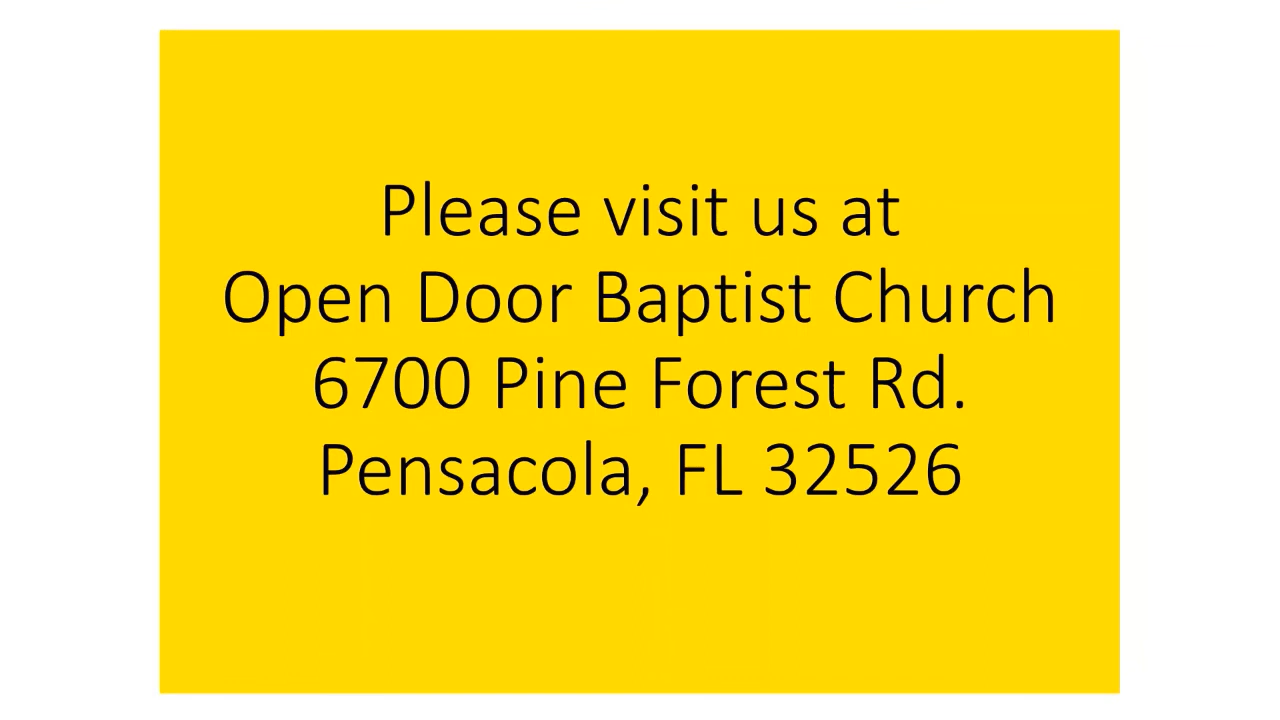 Please visit us at
Open Door Baptist Church
6700 Pine Forest Rd.
Pensacola, FL 32526